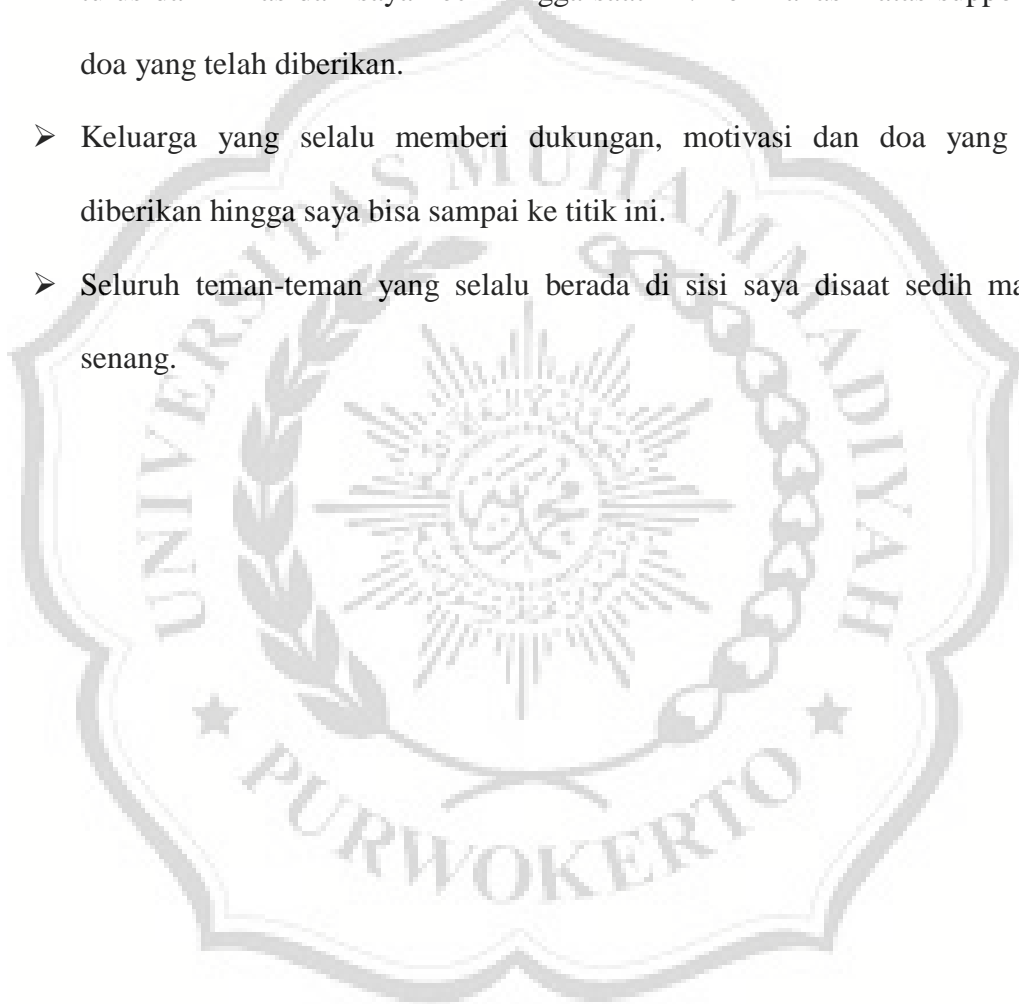 doa yang telah diberikan.
➢ Keluarga yang selalu memberi dukungan, motivasi dan doa yang
diberikan hingga saya bisa sampai ke titik ini.
➢ Seluruh teman-teman yang selalu berada di sisi saya disaat sedih
senang.
UNIVERSITAS MUHAMMADIYAH
PURWOKERTO